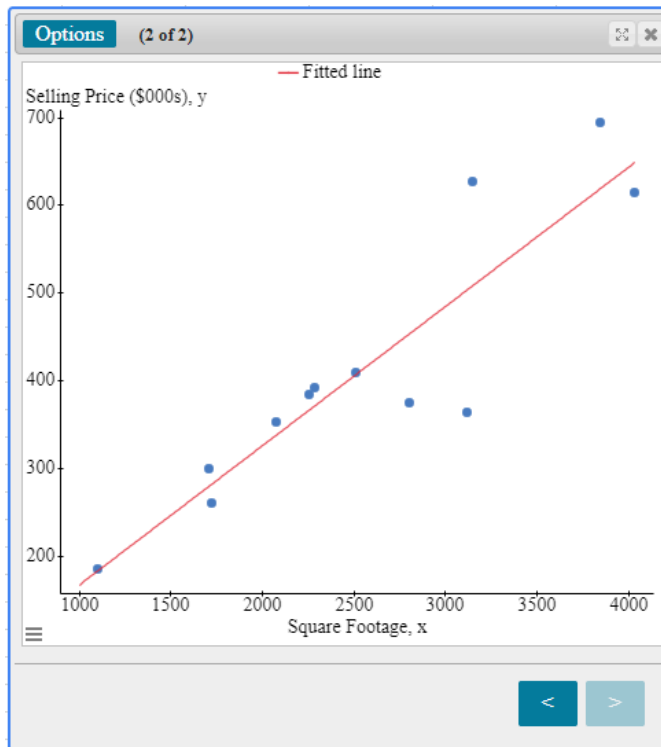 Options (2 of 2)
Fitted line
Selling Price ($000s), y
700
600
500
400
300
200
1000 1500 2000 2500 3000 3500 4000
Square Footage, x
< >